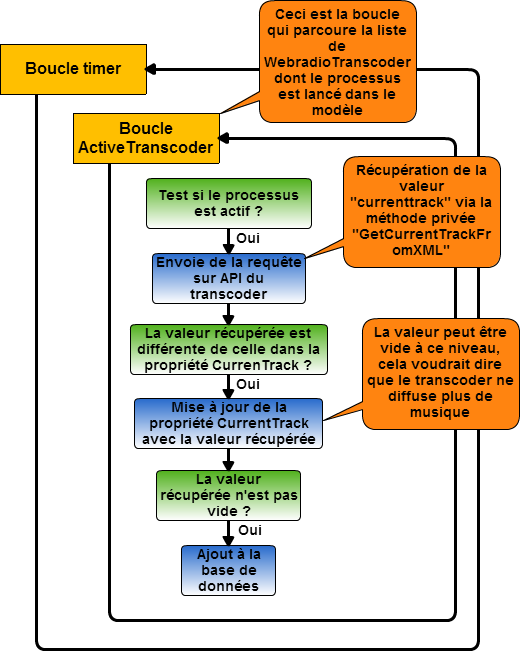 Ceci est la boucle
qui parcoure la liste
de
WebradioTranscoder
dont le processus
est lancé dans le
modèle
Boucle timer
Boucle
ActiveTranscoder
Test si le processus
est actif ?
Oui
Récupération de la
valeur
"currenttrack" via la
méthode privée
"GetCurrentTrackFr
omXML"
Envoie de la requête
sur API du
transcoder
La valeur récupérée est
différente de celle dans la
propriété CurrenTrack ?
Oui
La valeur peut être
vide à ce niveau,
cela voudrait dire
que le transcoder ne
diffuse plus de
musique
Mise à jour de la
propriété CurrentTrack
avec la valeur récupérée
La valeur
récupérée n'est pas
vide ?
Oui
Ajout à la
base de
données